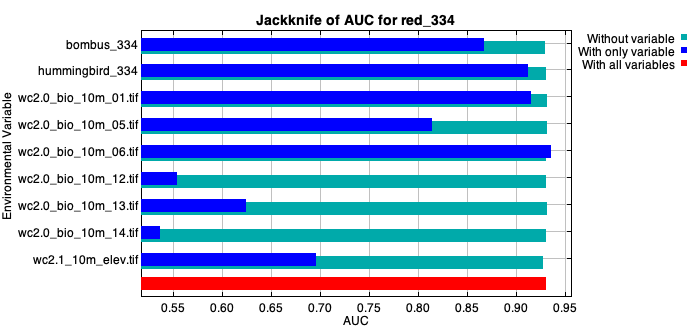 Jackknife of AUC for red_334
Without variable
With only variable
With all variables
Environmental Variable
bombus_334
hummingbird_334
wc2.0_bio_10m_01.tif
wc2.0_bio_10m_05.tif
wc2.0_bio_10m_06.tif
wc2.0_bio_10m_12.tif
wc2.0_bio_10m_13.tif
wc2.0_bio_10m_14.tif
wc2.1_10m_elev.tif
0.55 0.60 0.65 0.70 0.75 0.80 0.85 0.90 0.95
AUC